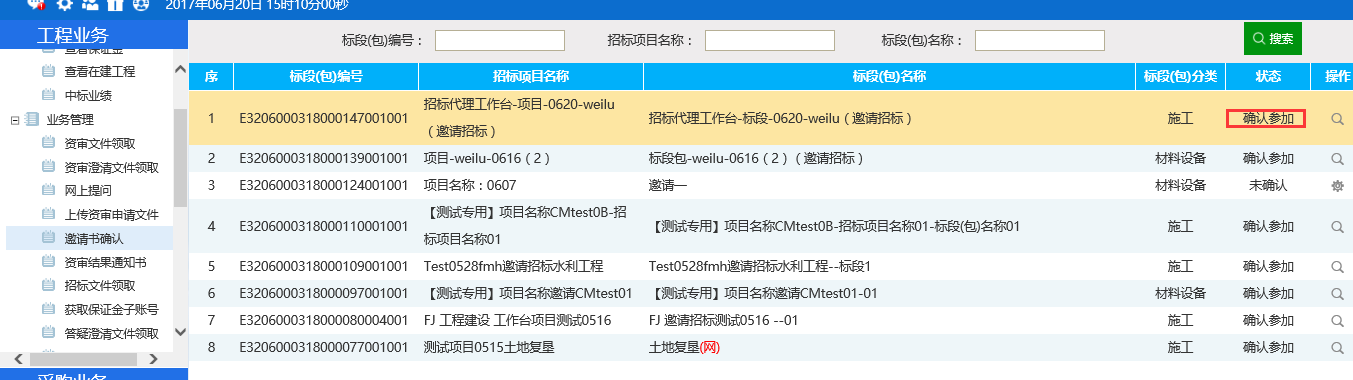 2017年06月20日 15时10分00秒
工程业务
查看保证金
查看在建工程
中标业绩
业务管理
资审文件领取
资审澄清文件领取
网上提问
上传资审申请文件
邀请书确认
资审结果通知书
招标文件领取
获取保证金子账号
答疑澄清文件领取
采购业务
标段(包)编号： 招标项目名称： 标段(包)名称： 搜索
序 标段(包)编号 招标项目名称 标段(包)名称 标段(包)分类 状态 操作
1 E3206000318000147001001 招标代理工作台-项目-0620-weilu（邀请招标） 招标代理工作台-标段-0620-weilu（邀请招标） 施工 确认参加
2 E3206000318000139001001 项目-weilu-0616（2） 标段包-weilu-0616（2）（邀请招标） 材料设备 确认参加
3 E3206000318000124001001 项目名称：0607 邀请一 材料设备 未确认
4 E3206000318000110001001 【测试专用】项目名称CMtest0B-招标项目名称01 【测试专用】项目名称CMtest0B-招标项目名称01-标段(包)名称01 施工 确认参加
5 E3206000318000109001001 Test0528fmh邀请招标水利工程 Test0528fmh邀请招标水利工程--标段1 施工 确认参加
6 E3206000318000097001001 【测试专用】项目名称邀请CMtest01 【测试专用】项目名称邀请CMtest01-01 材料设备 确认参加
7 E3206000318000080004001 FJ 工程建设 工作台项目测试0516 FJ 邀请招标测试0516 --01 施工 确认参加
8 E3206000318000077001001 测试项目0515土地复垦 土地复垦(网) 施工 确认参加